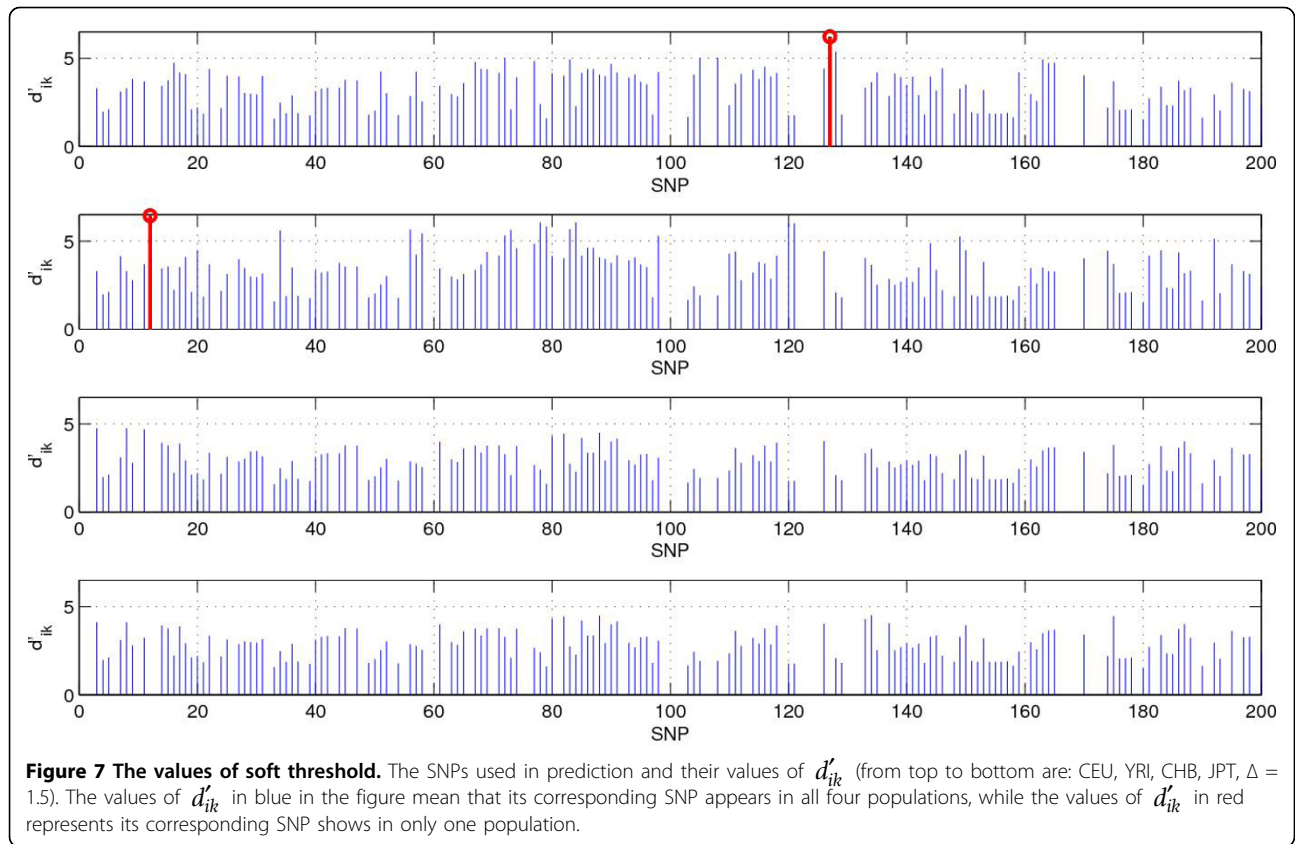 5
0
d'ik
0 20 40 60 80 100 120 140 160 180 200
SNP
5
0
d'ik
0 20 40 60 80 100 120 140 160 180 200
SNP
5
0
d'ik
0 20 40 60 80 100 120 140 160 180 200
SNP
5
0
d'ik
0 20 40 60 80 100 120 140 160 180 200
SNP
Figure 7 The values of soft threshold. The SNPs used in prediction and their values of d′ik (from top to bottom are: CEU, YRI, CHB, JPT, Δ =
1.5). The values of d′ik in blue in the figure mean that its corresponding SNP appears in all four populations, while the values of d′ik in red
represents its corresponding SNP shows in only one population.